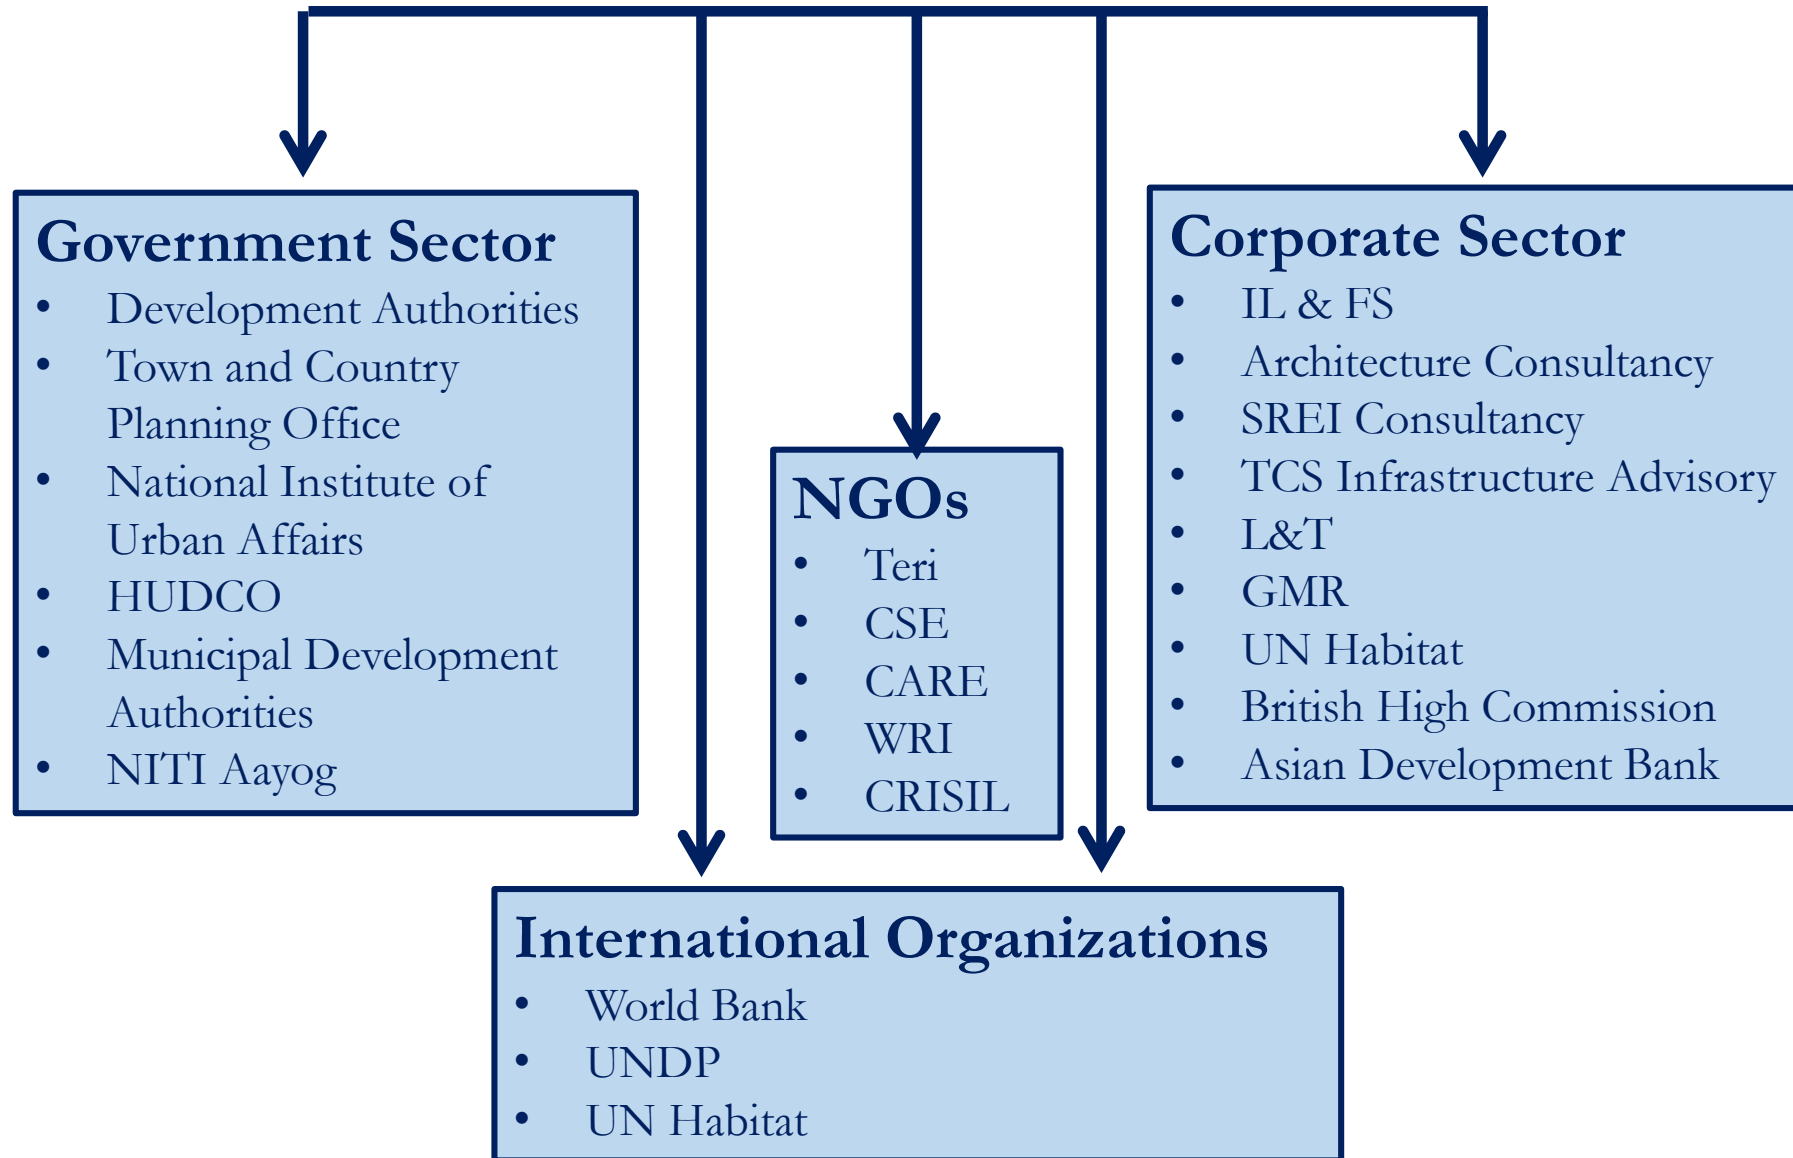 Government Sector
• Development Authorities
• Town and Country
Planning Office
• National Institute of
Urban Affairs
• HUDCO
• Municipal Development
Authorities
• NITI Aayog
NGOs
• Teri
• CSE
• CARE
• WRI
• CRISIL
Corporate Sector
• IL & FS
• Architecture Consultancy
• SREI Consultancy
• TCS Infrastructure Advisory
• L&T
• GMR
• UN Habitat
• British High Commission
• Asian Development Bank
International Organizations
• World Bank
• UNDP
• UN Habitat